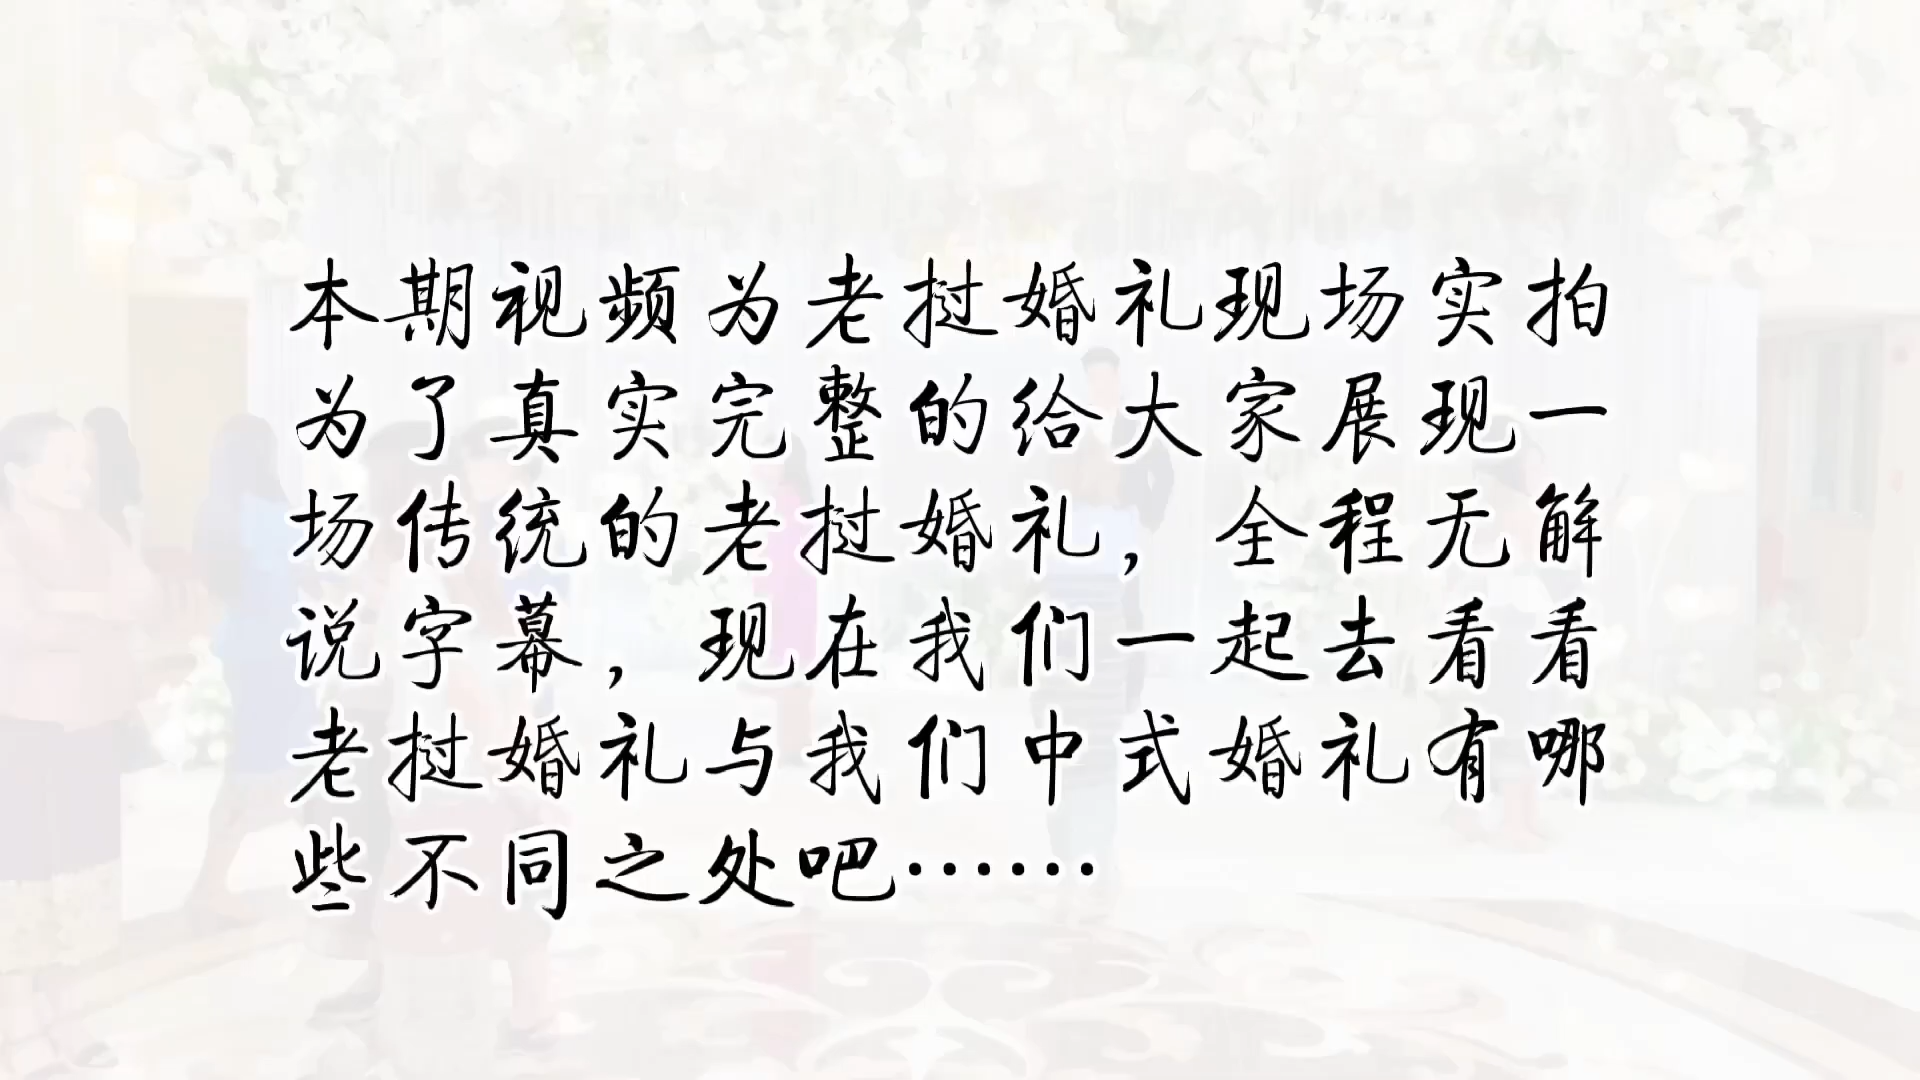 本期视频为老挝婚礼现场实拍
为了真实完整的给大家展现一
场传统的老挝婚礼，全程无解
说字幕，现在我们一起去看看
老挝婚礼与我们中式婚礼有哪
些不同之处吧……